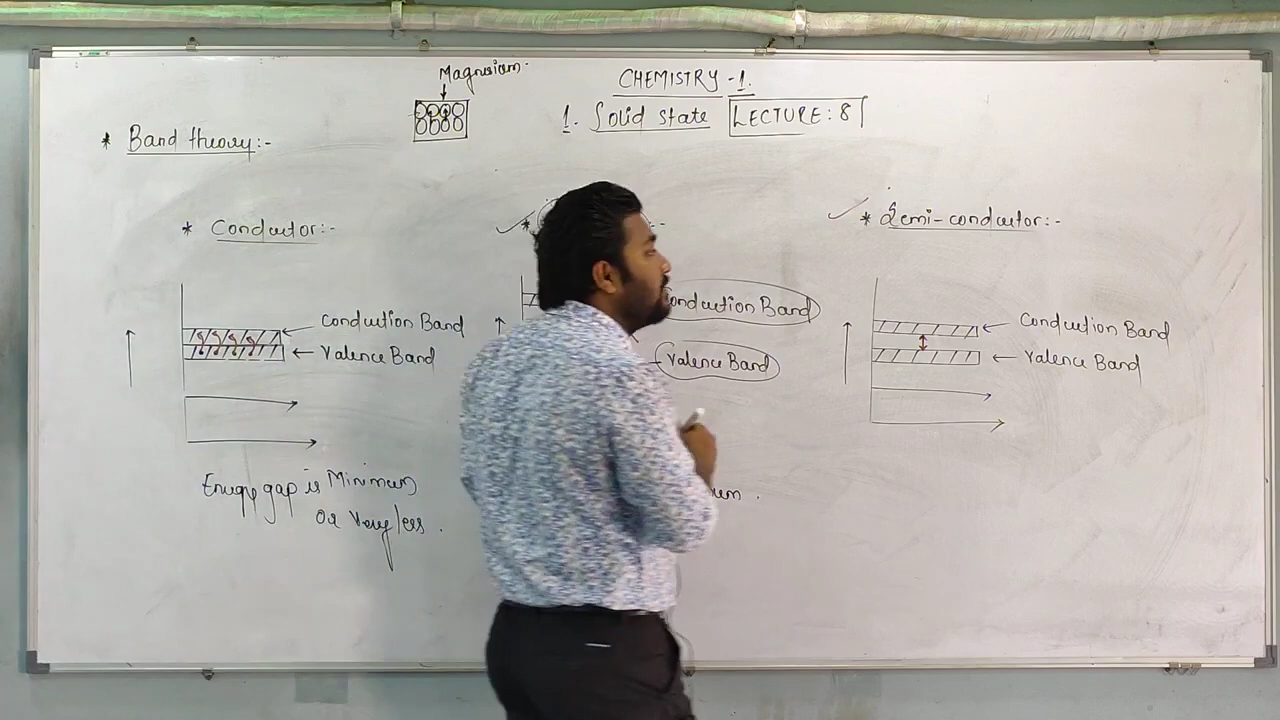 Magnesium.
CHEMISTRY - 1.
1. Solid state LECTURE: 8
* Band theory:-
* Conductor:-
* Semi-conductor:-
Conduction Band
Valence Band
Conduction Band
Valence Band
Conduction Band
Valence Band
Energy gap is Minimum
Or Very less.